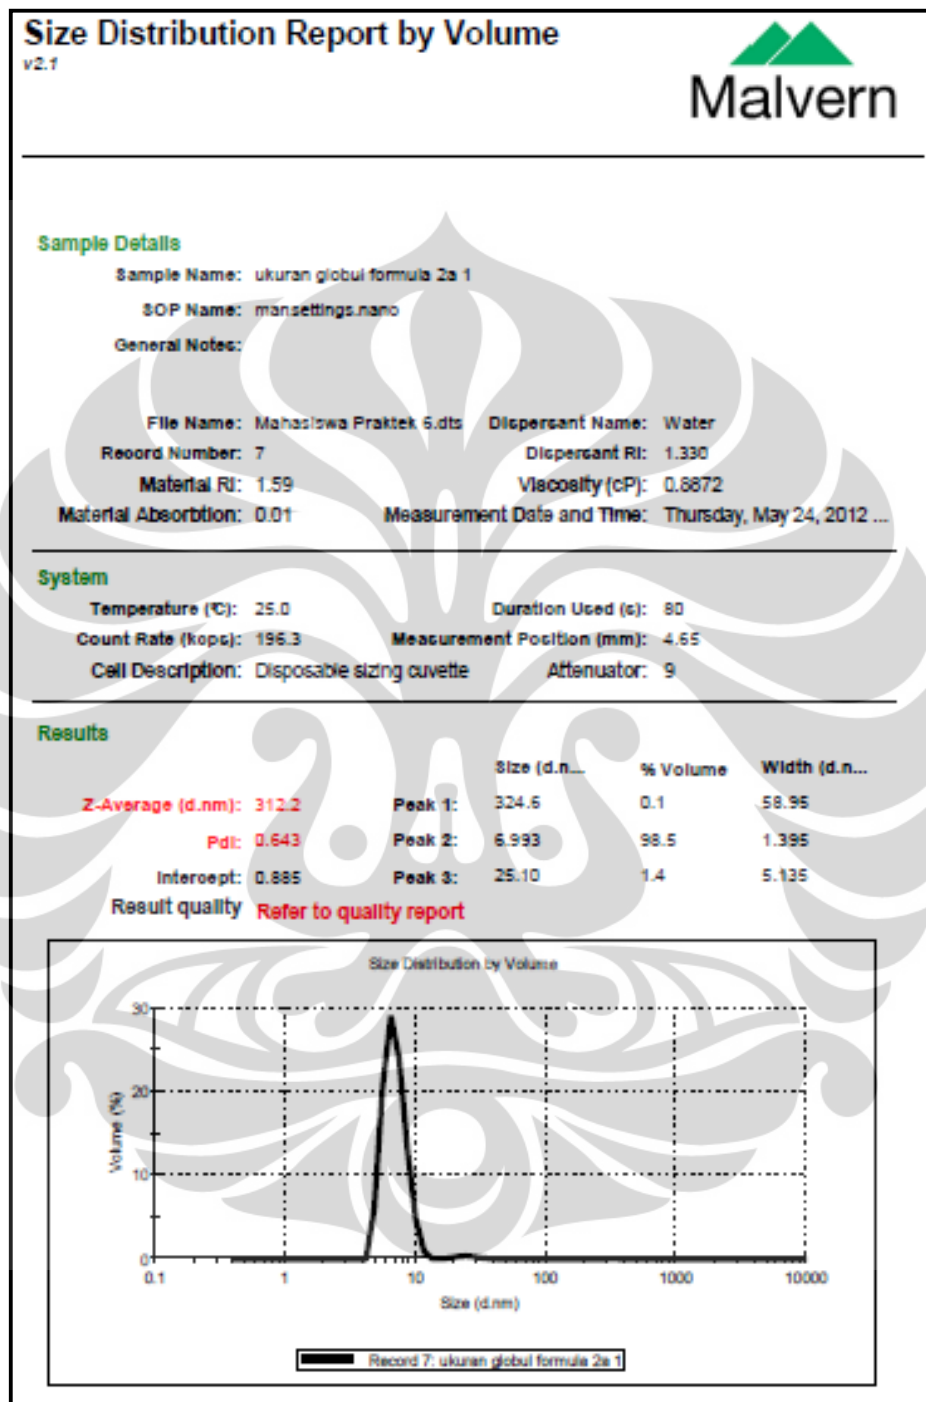 Size Distribution Report by Volume
v2.1
Malvern
Sample Details
Sample Name: ukuran globul formula 2a 1
SOP Name: mansettings.nano
General Notes:
File Name: Mahasiswa Praktek 6.dts Dispersant Name: Water
Record Number: 7 Dispersant RI: 1.330
Material RI: 1.59 Viscosity (cP): 0.8872
Material Absorbtion: 0.01 Measurement Date and Time: Thursday, May 24, 2012 ...
System
Temperature (ºC): 25.0 Duration Used (s): 80
Count Rate (kcps): 196.3 Measurement Position (mm): 4.65
Cell Description: Disposable sizing cuvette Attenuator: 9
Results
Size (d.n... % Volume Width (d.n...
Z-Average (d.nm): 312.2 Peak 1: 324.6 0.1 58.95
PdI: 0.643 Peak 2: 6.993 98.5 1.395
Intercept: 0.885 Peak 3: 25.10 1.4 5.135
Result quality Refer to quality report
Size Distribution by Volume
30
20
10
0
Volume (%)
0.1 1 10 100 1000 10000
Size (d.nm)
Record 7: ukuran globul formula 2a 1